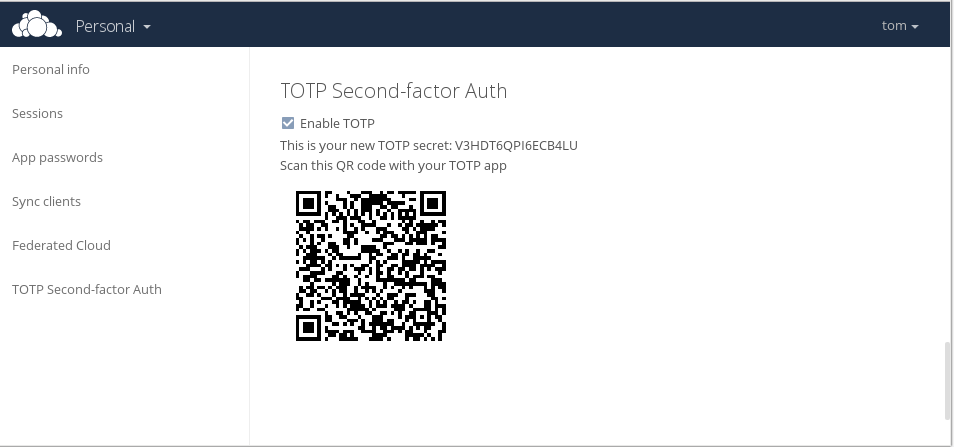 Personal
tom
Personal info
Sessions
App passwords
Sync clients
Federated Cloud
TOTP Second-factor Auth
TOTP Second-factor Auth
Enable TOTP
This is your new TOTP secret: V3HDT6QPI6ECB4LU
Scan this QR code with your TOTP app